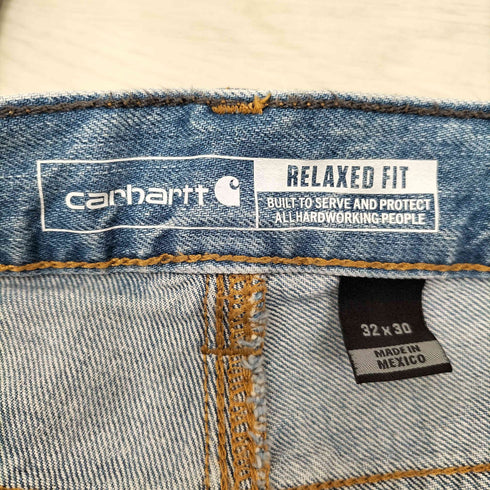 carhartt
RELAXED FIT
BUILT TO SERVE AND PROTECT
ALL HARDWORKING PEOPLE
32 x 30
MADE IN
MEXICO